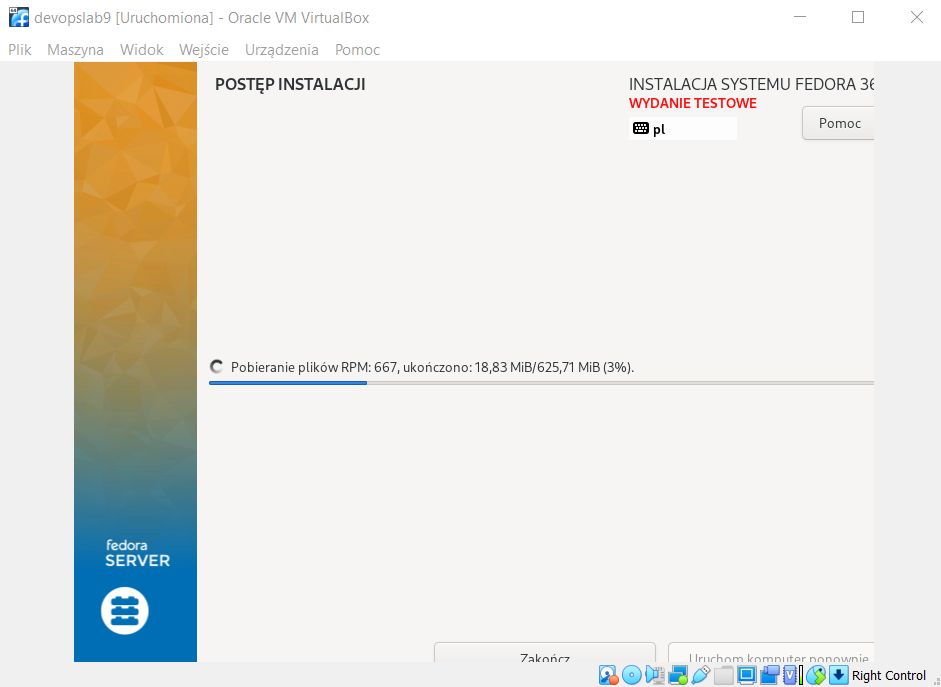 devopslab9 [Uruchomiona] - Oracle VM VirtualBox
Plik Maszyna Widok Wejście Urządzenia Pomoc
POSTĘP INSTALACJI
INSTALACJA SYSTEMU FEDORA 36
WYDANIE TESTOWE
pl
Pomoc
Pobieranie plików RPM: 667, ukończono: 18,83 MiB/625,71 MiB (3%).
fedora
SERVER
Zakończ
Uruchom komputer ponownie
Right Control